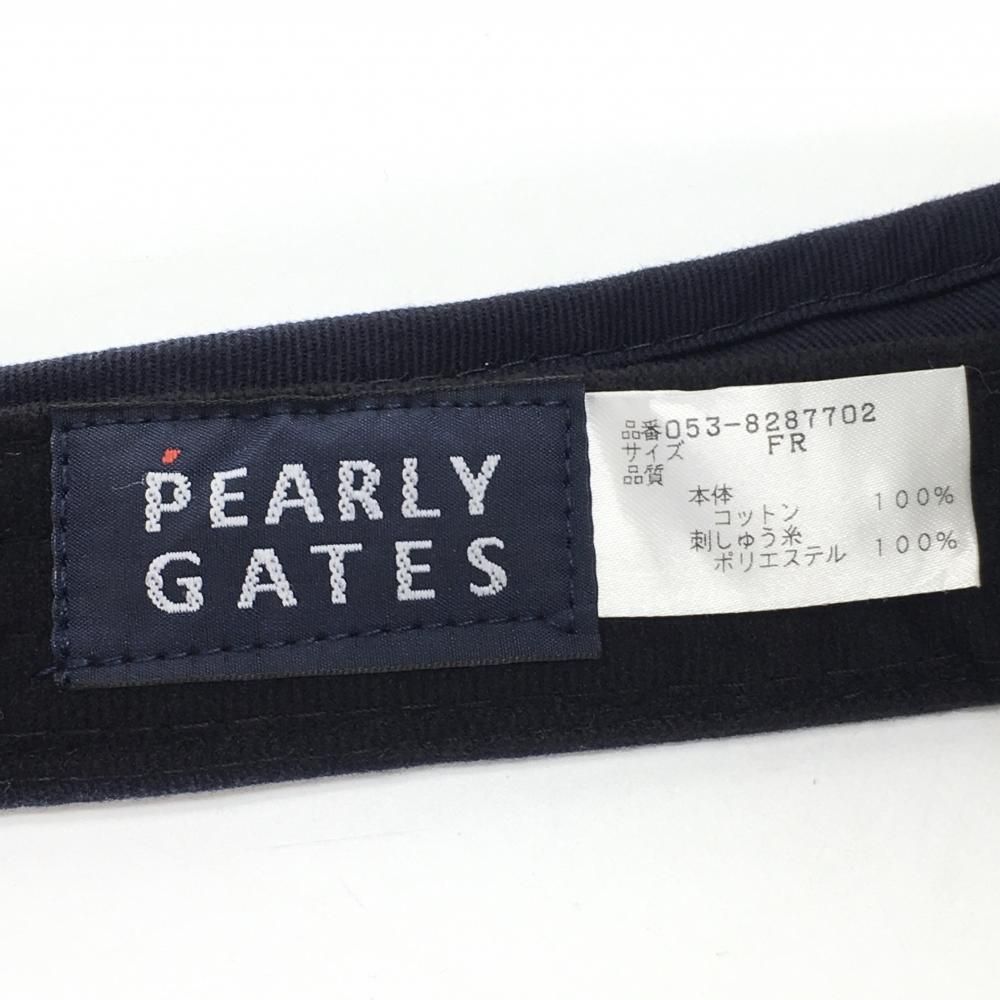 PEARLY
GATES
品番053-8287702
サイズ FR
品質
本体
コットン 100%
刺しゅう糸
ポリエステル 100%